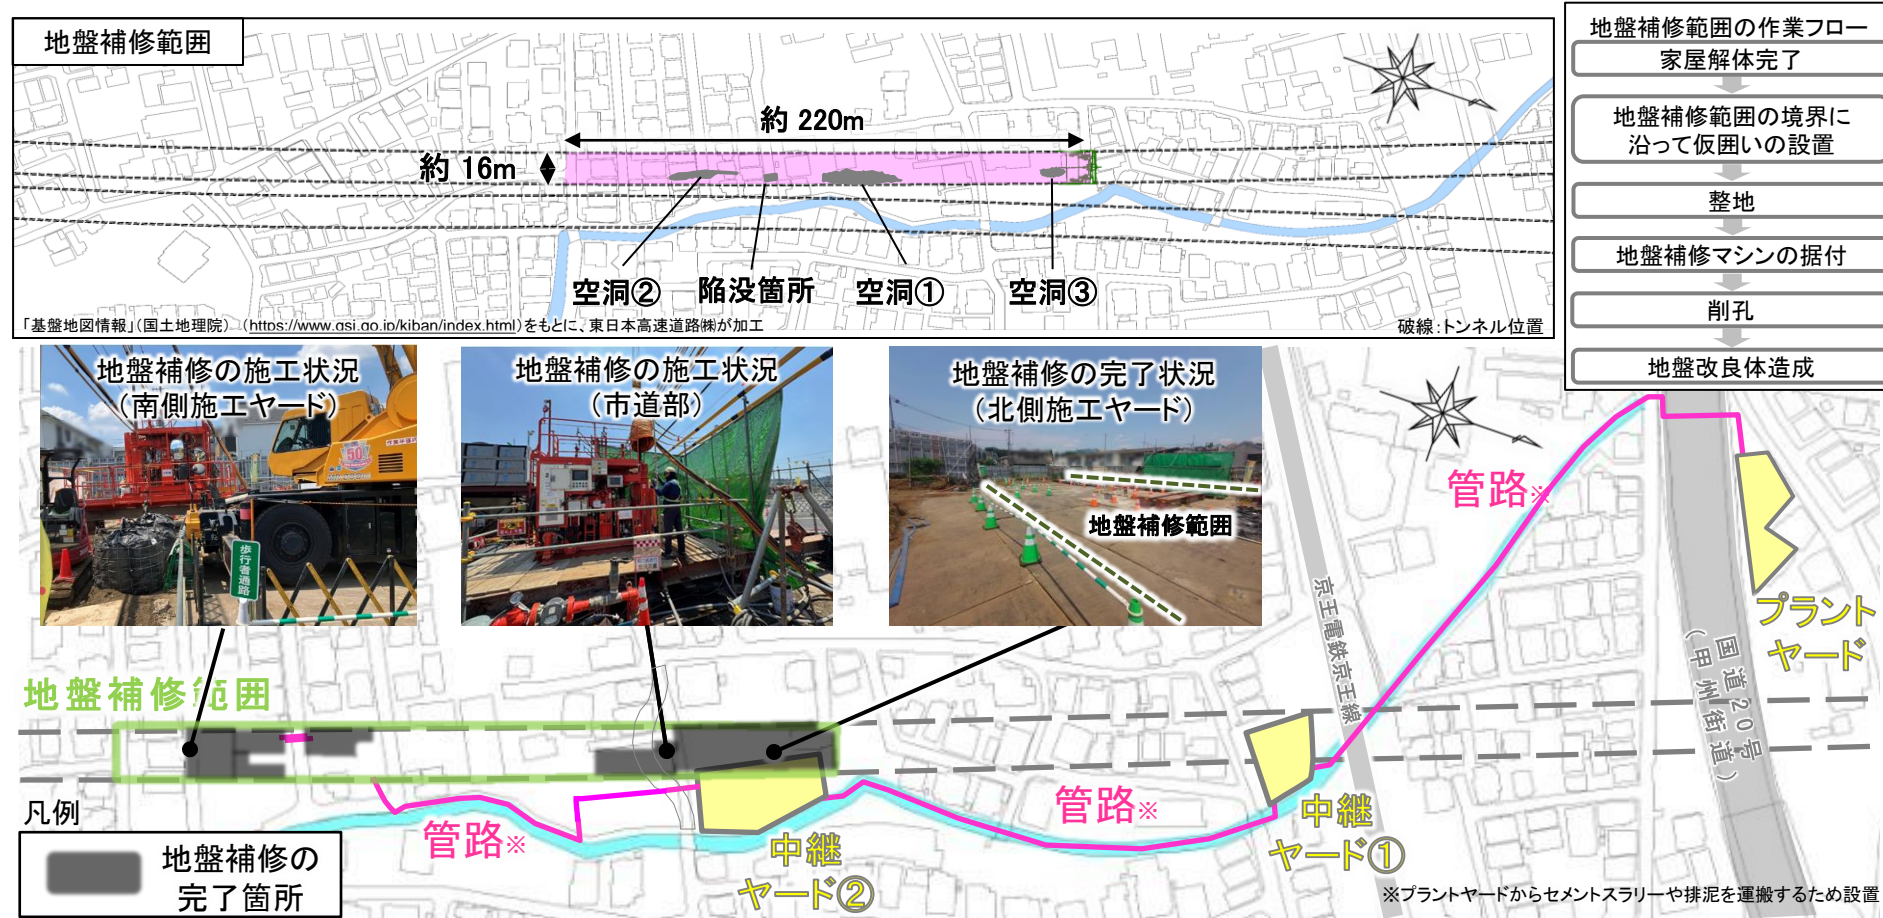 地盤補修範囲
約 220m
約 16m
空洞②
陥没箇所
空洞①
空洞③
「基盤地図情報」(国土地理院) (https://www.gsi.go.jp/kiban/index.html)をもとに、東日本高速道路㈱が加工
破線:トンネル位置
地盤補修範囲の作業フロー
家屋解体完了
地盤補修範囲の境界に
沿って仮囲いの設置
整地
地盤補修マシンの据付
削孔
地盤改良体造成
地盤補修の施工状況
(南側施工ヤード)
歩行者通路
50
地盤補修の施工状況
(市道部)
地盤補修の完了状況
(北側施工ヤード)
地盤補修範囲
管路※
プラント
ヤード
京王電鉄京王線
国道20号
(甲州街道)
地盤補修範囲
管路※
管路※
中継
ヤード①
中継
ヤード②
凡例
地盤補修の
完了箇所
※プラントヤードからセメントスラリーや排泥を運搬するため設置